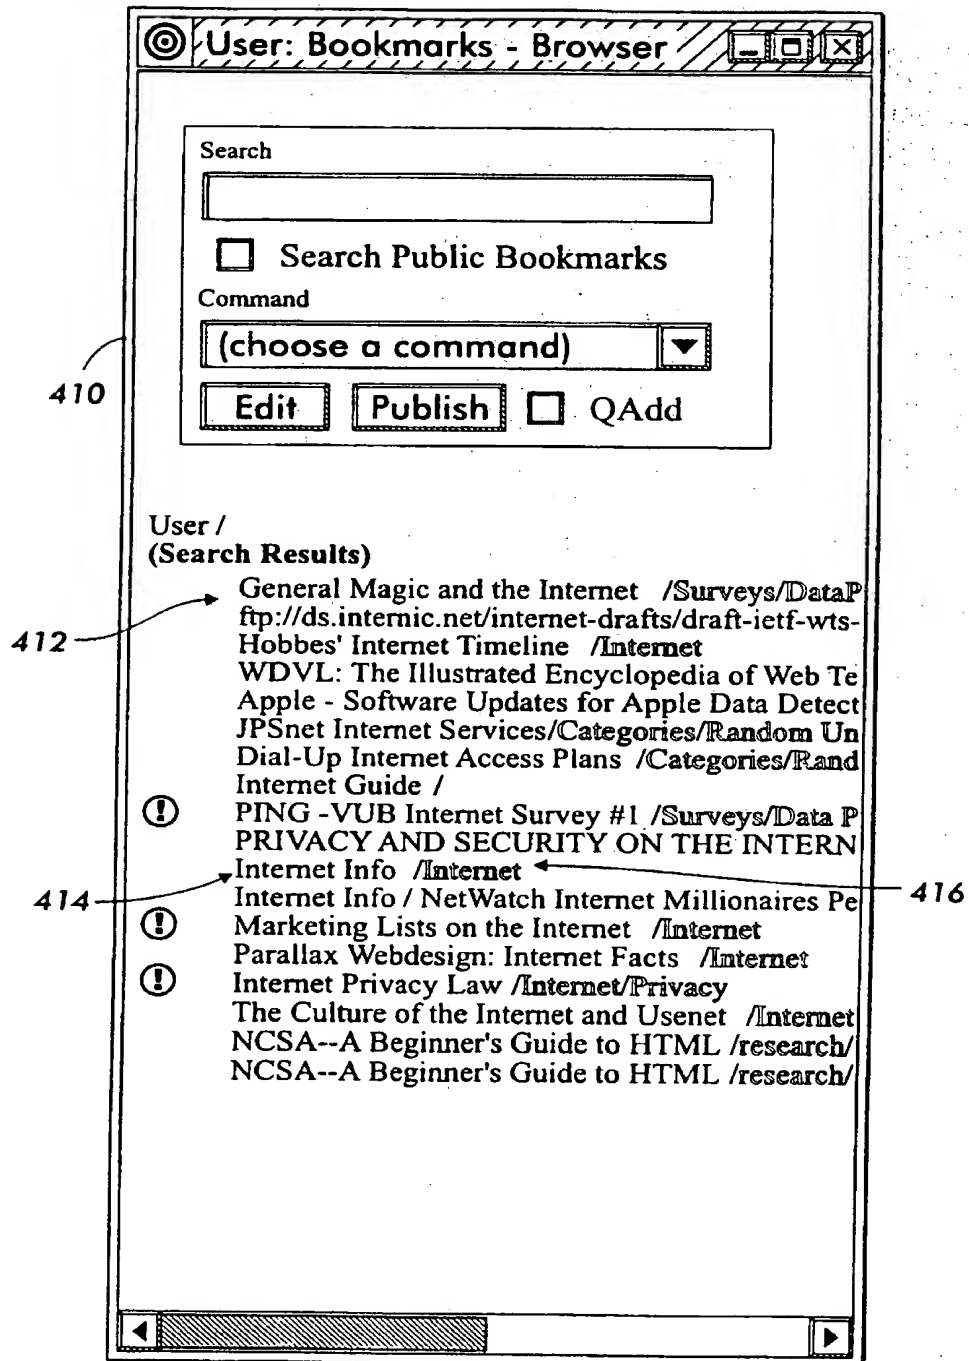 User: Bookmarks - Browser
Search
Search Public Bookmarks
Command
(choose a command)
410
Edit Publish QAdd
User /
(Search Results)
General Magic and the Internet /Surveys/DataP
ftp://ds.internic.net/internet-drafts/draft-ietf-wts-
412
Hobbes' Internet Timeline /Internet
WDVL: The Illustrated Encyclopedia of Web Te
Apple - Software Updates for Apple Data Detect
JPSnet Internet Services/Categories/Random Un
Dial-Up Internet Access Plans /Categories/Rand
Internet Guide /
PING -VUB Internet Survey #1 /Surveys/Data P
PRIVACY AND SECURITY ON THE INTERN
Internet Info /Internet
414 Internet Info / NetWatch Internet Millionaires Pe 416
Marketing Lists on the Internet /Internet
Parallax Webdesign: Internet Facts /Internet
Internet Privacy Law /Internet/Privacy
The Culture of the Internet and Usenet /Internet
NCSA--A Beginner's Guide to HTML /research/
NCSA--A Beginner's Guide to HTML /research/